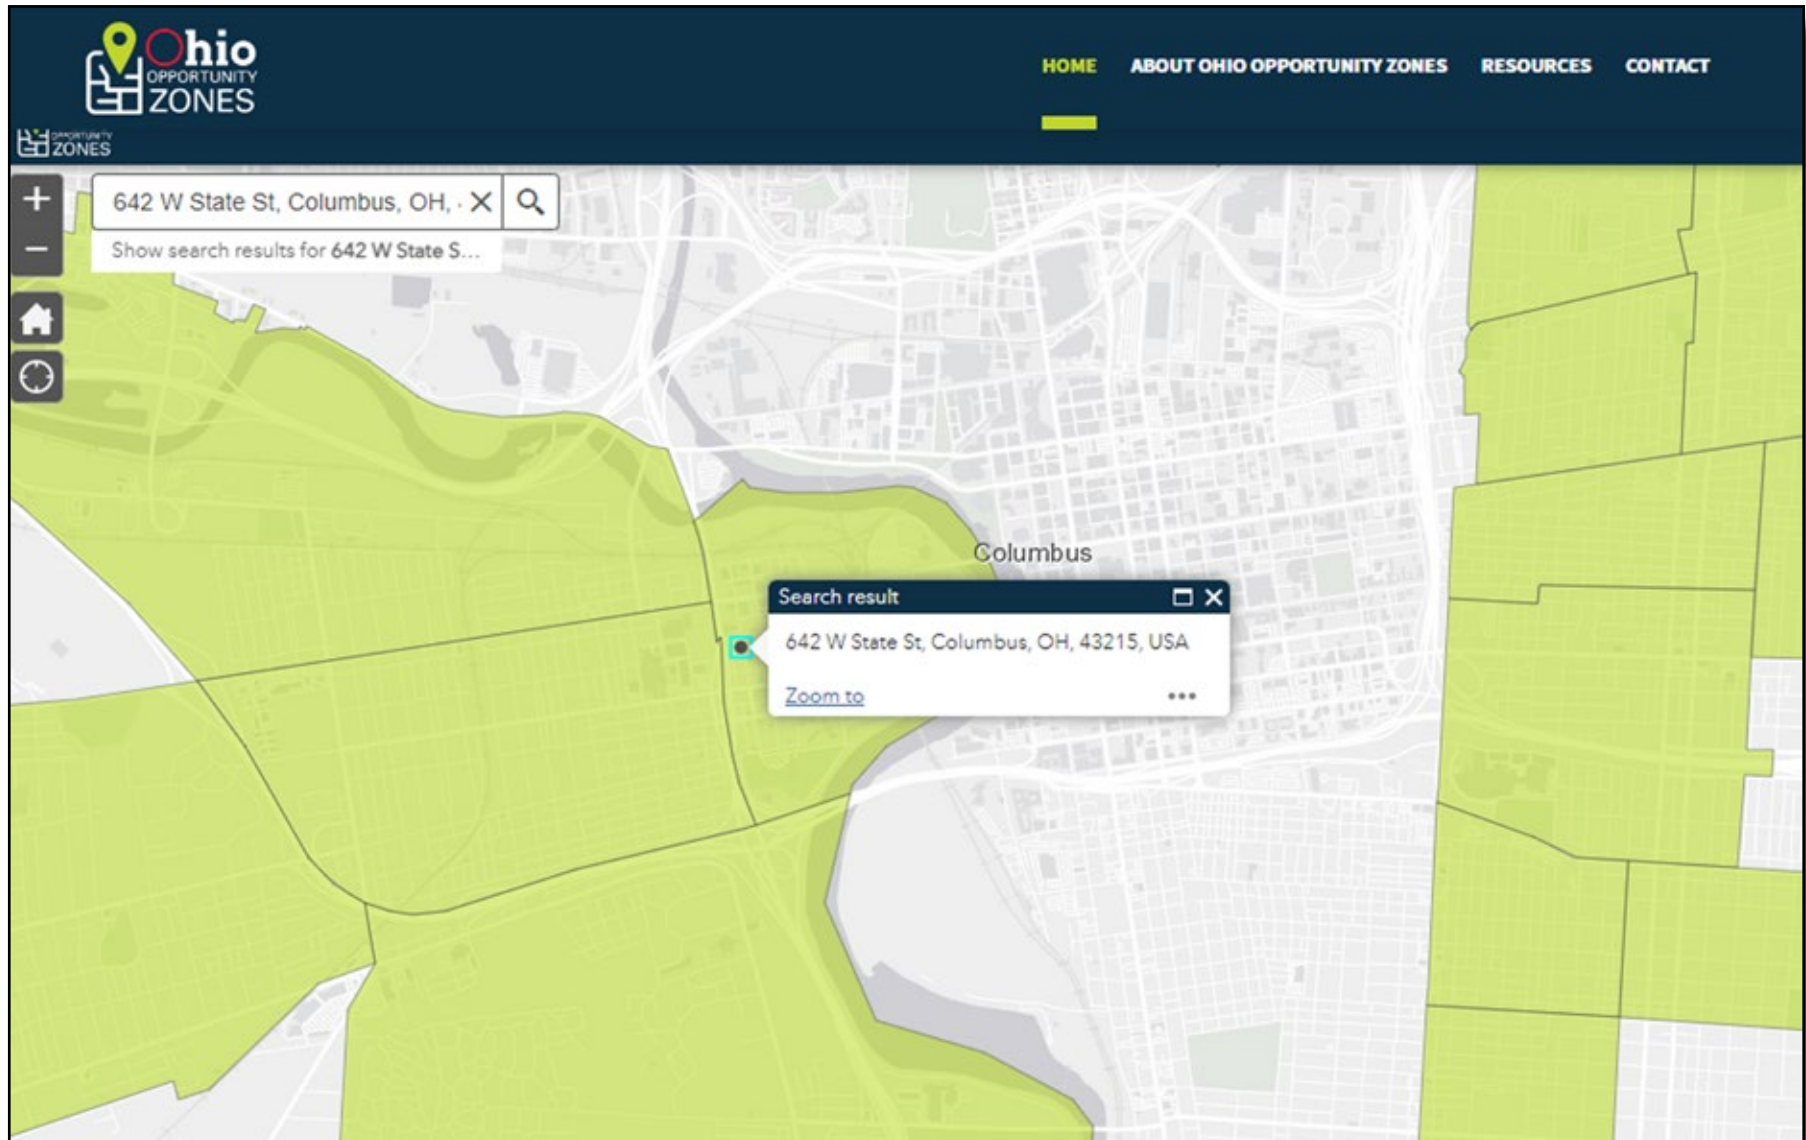 Ohio
OPPORTUNITY
ZONES
HOME ABOUT OHIO OPPORTUNITY ZONES RESOURCES CONTACT
OPPORTUNITY
ZONES
+
642 W State St, Columbus, OH, ·
Show search results for 642 W State S...
−
Columbus
Search result
642 W State St, Columbus, OH, 43215, USA
Zoom to
•••